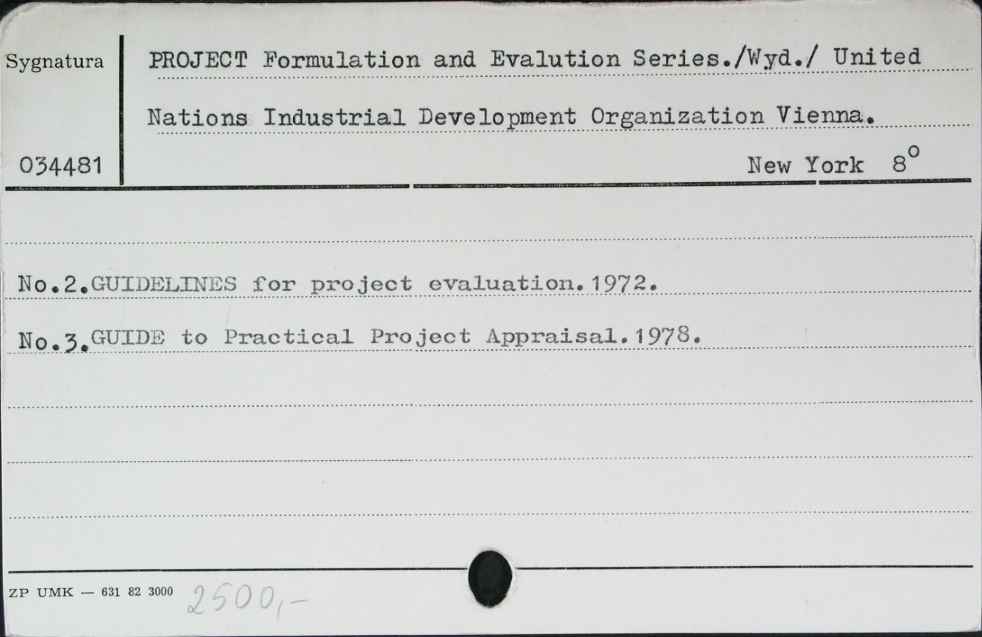 Sygnatura
PROJECT Formulation and Evalution Series./Wyd./ United
Nations Industrial Development Organization Vienna.
034481
New York 8º
No.2.GUIDELINES for project evaluation.1972.
No.3.GUIDE to Practical Project Appraisal.1978.
ZP UMK — 631 82 3000
2500,-